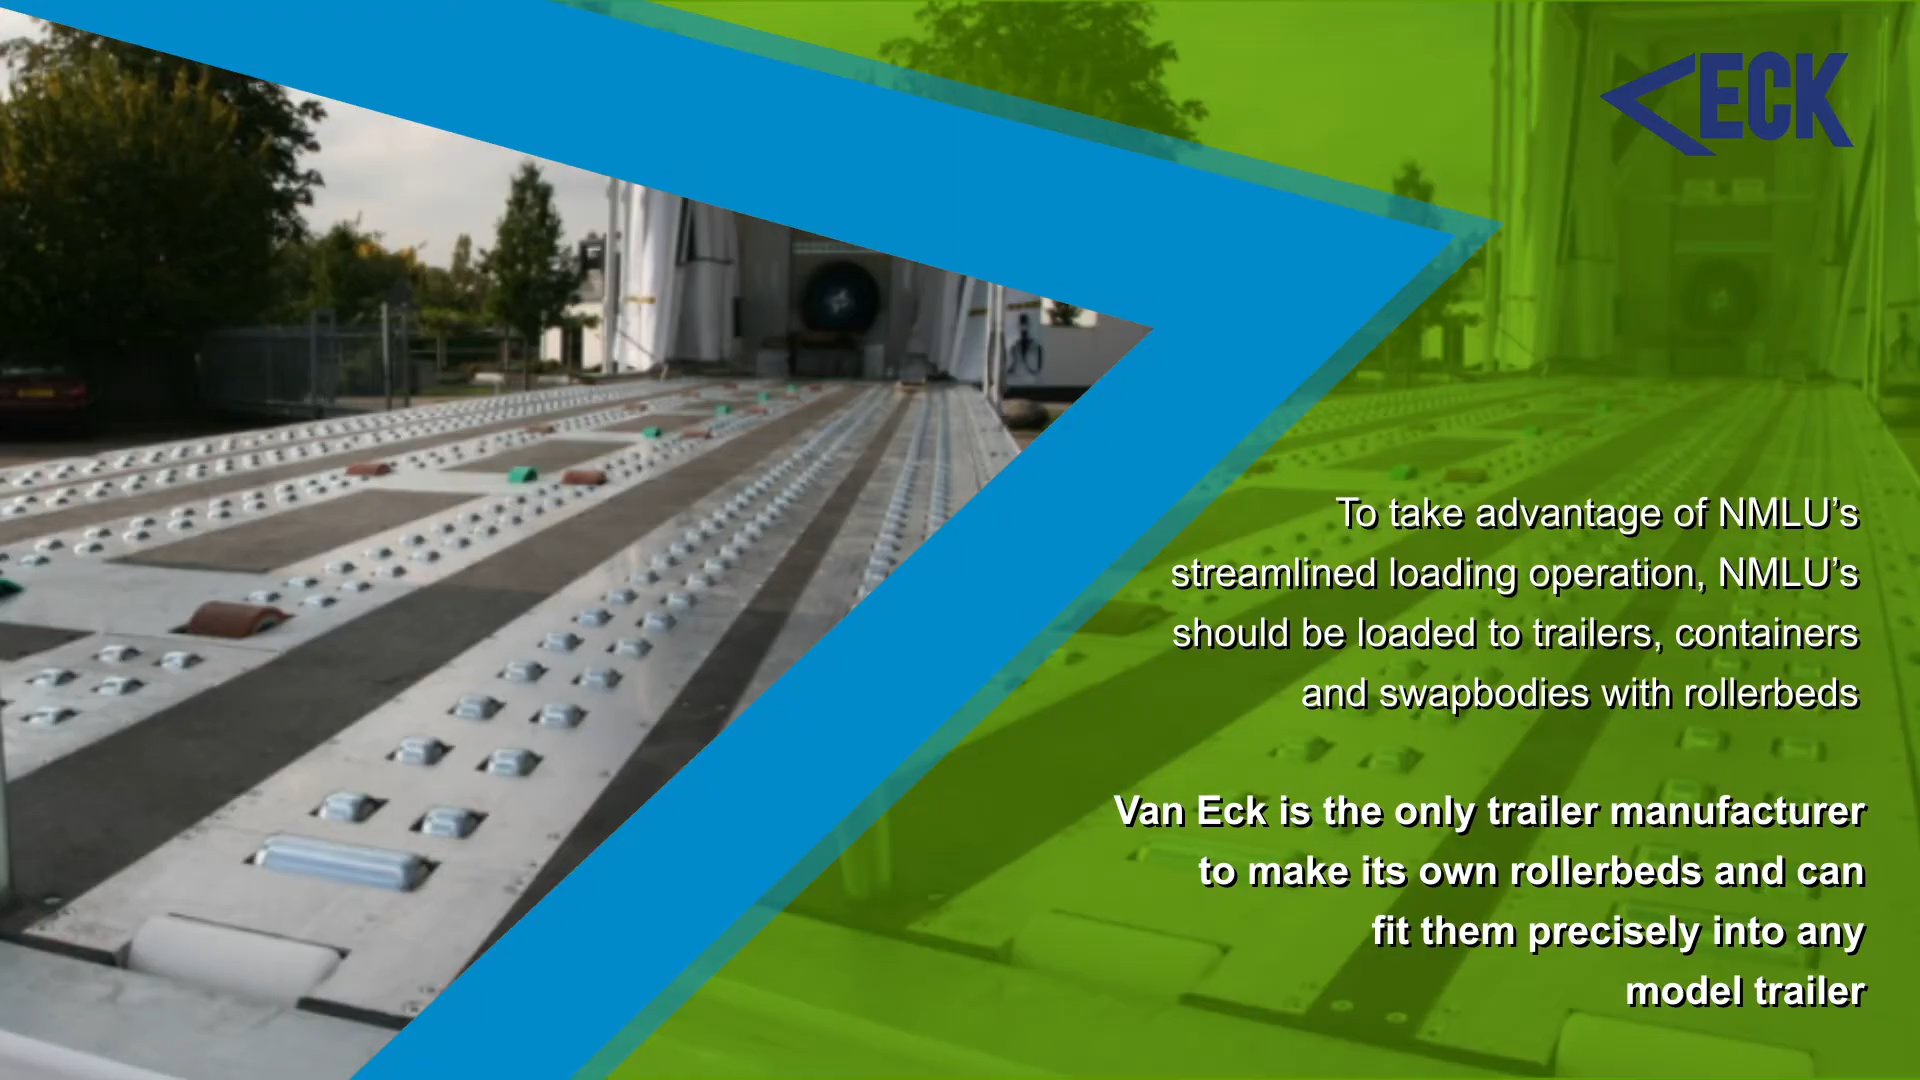 ECK
To take advantage of NMLU’s
streamlined loading operation, NMLU’s
should be loaded to trailers, containers
and swapbodies with rollerbeds
Van Eck is the only trailer manufacturer
to make its own rollerbeds and can
fit them precisely into any
model trailer